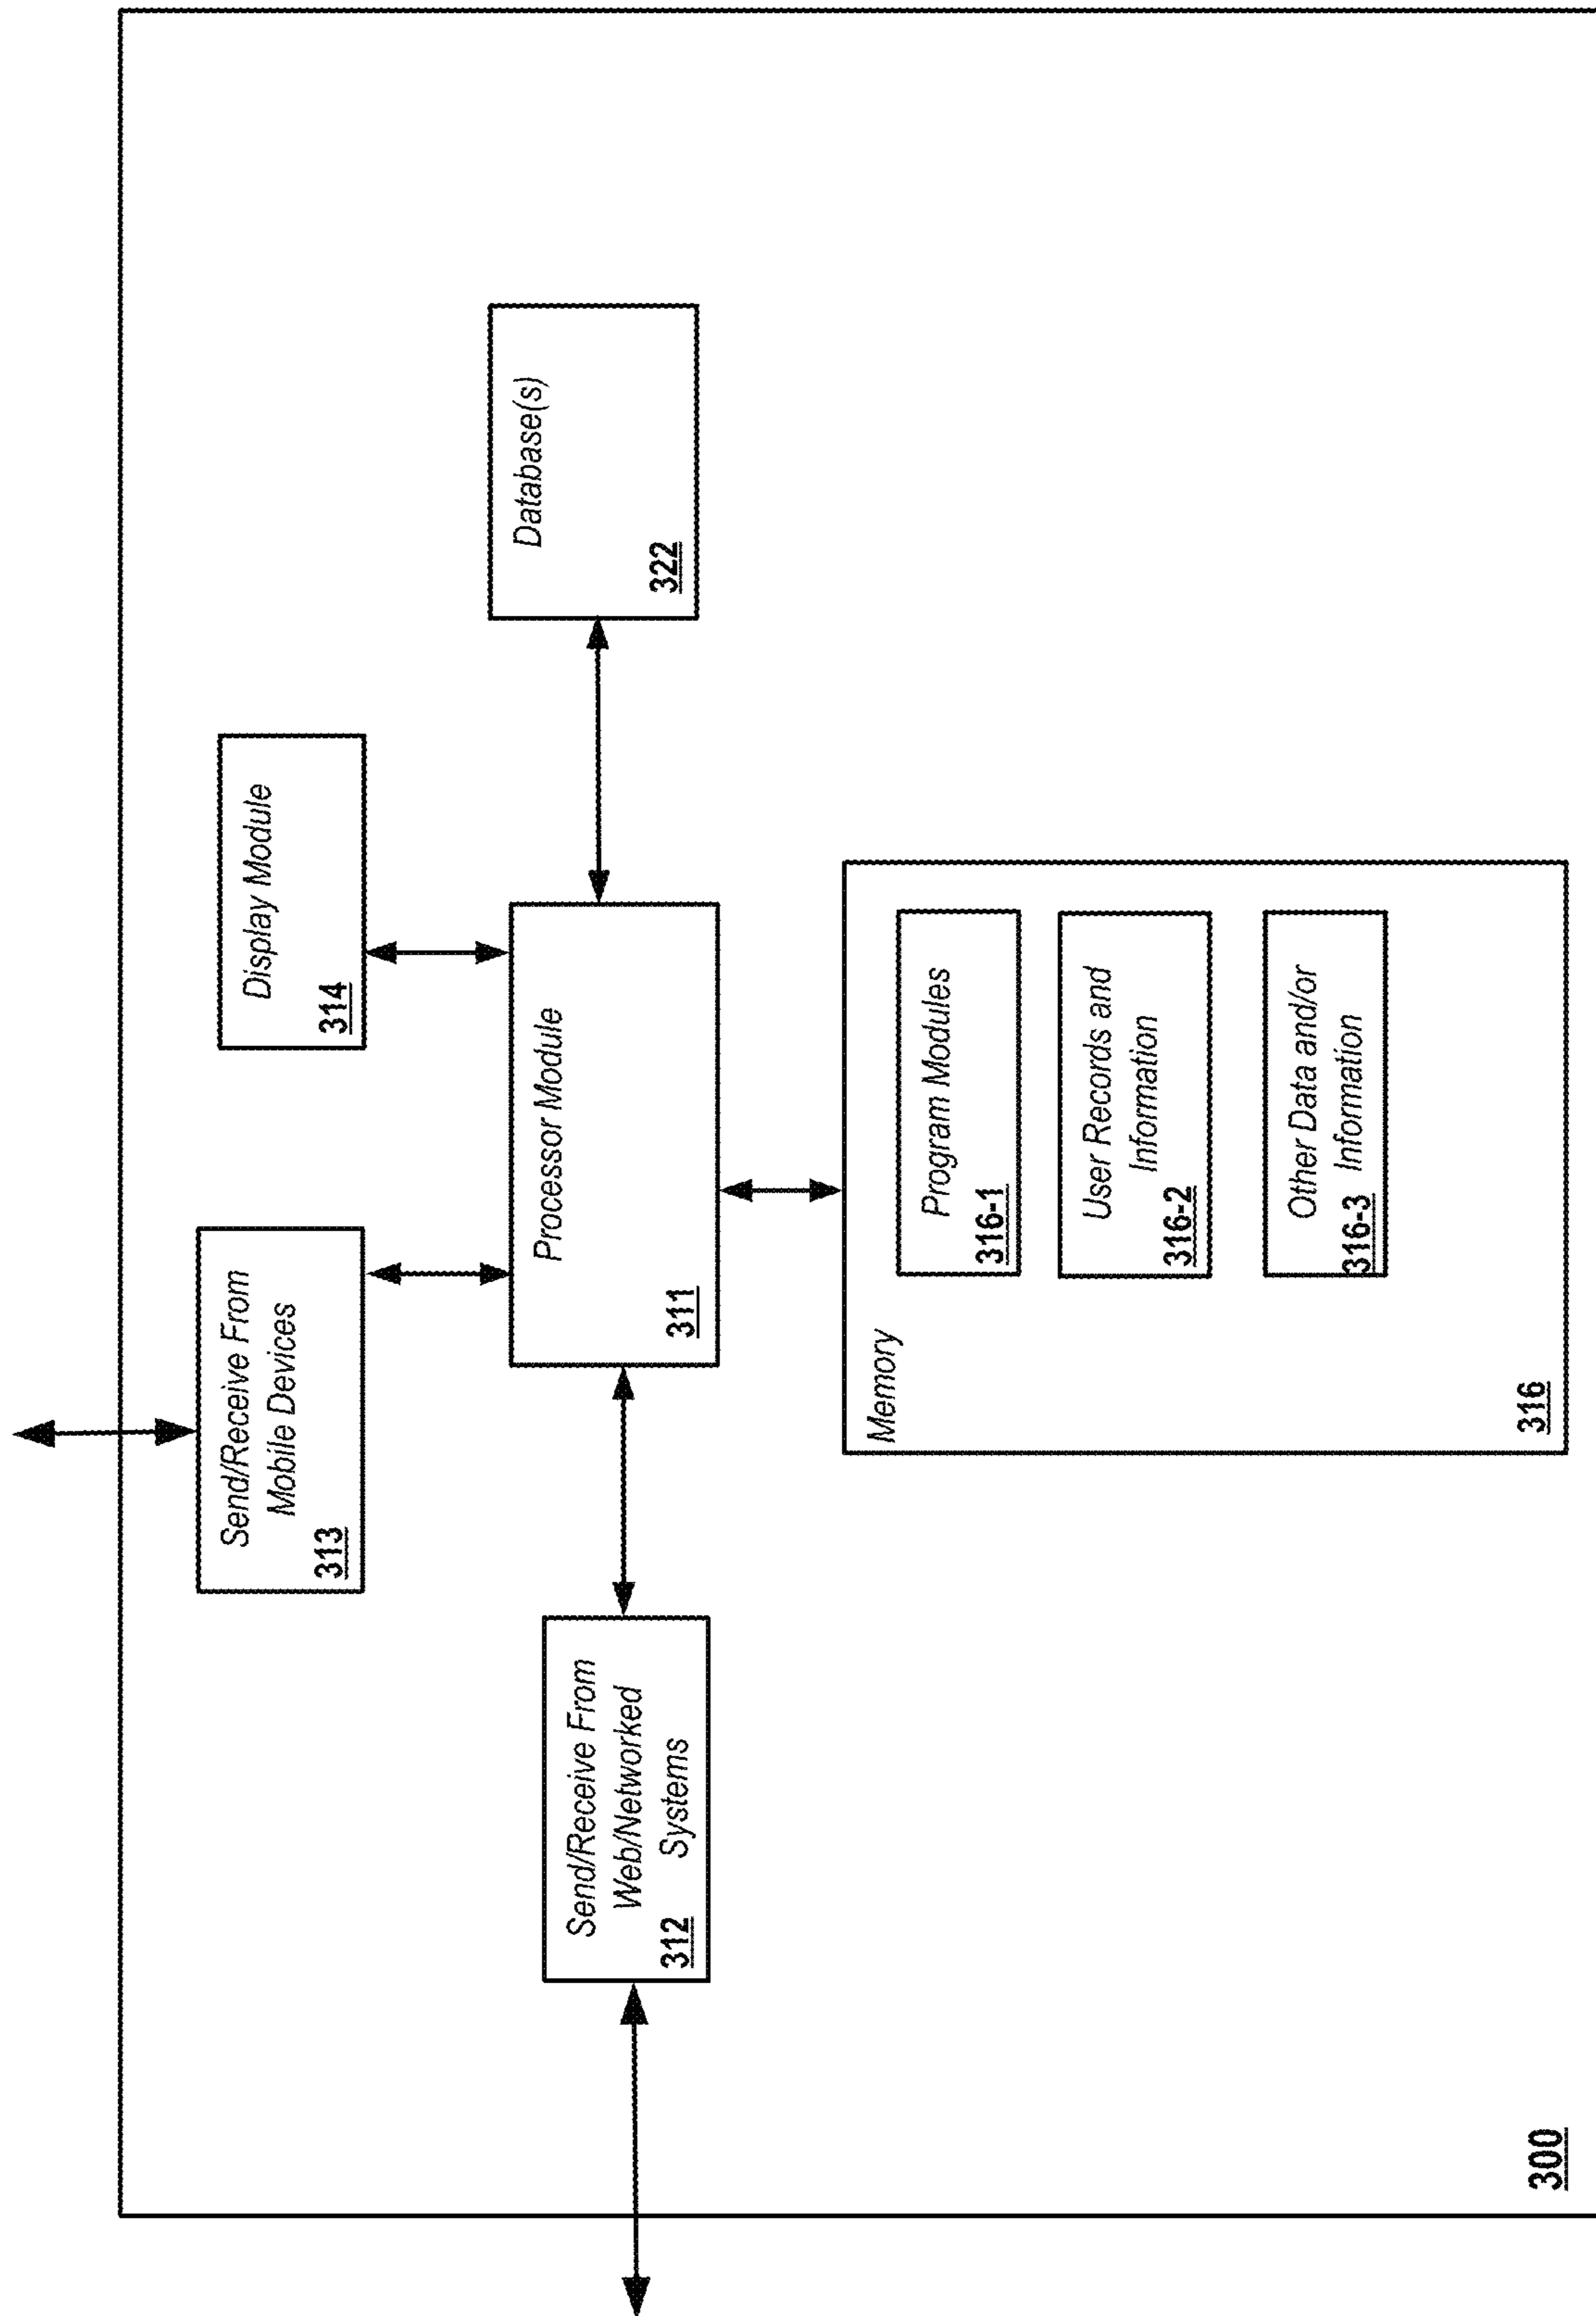 Send/Receive From
Mobile Devices
313
Display Module
314
Send/Receive From
Web/Networked
312 Systems
Processor Module
311
Database(s)
322
Memory
Program Modules
316-1
User Records and
Information
316-2
Other Data and/or
316-3 Information
316
300